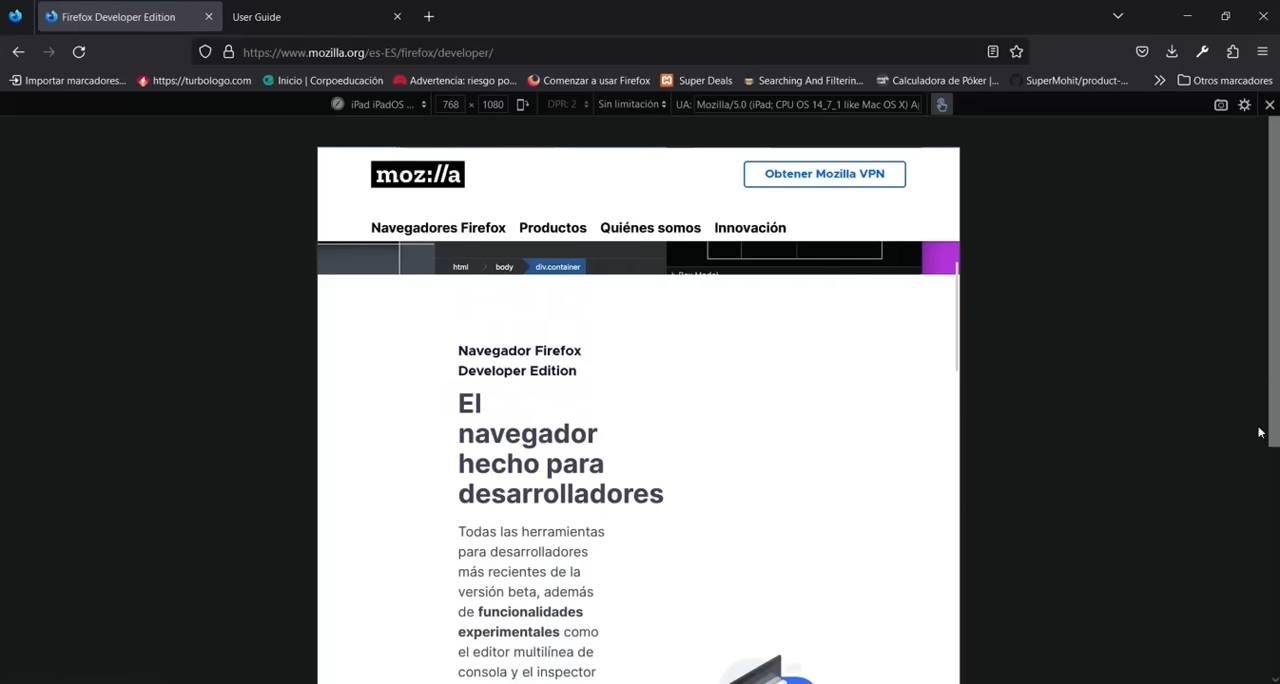 Firefox Developer Edition
User Guide
https://www.mozilla.org/es-ES/firefox/developer/
Importar marcadores...
https://turbologo.com
Inicio | Corpoeducación
Advertencia: riesgo po...
Comenzar a usar Firefox
Super Deals
Searching And Filterin...
Calculadora de Póker |...
SuperMohit/product-...
Otros marcadores
iPad iPadOS ...
768 × 1080
DPR: 2
Sin limitación
UA: Mozilla/5.0 (iPad; CPU OS 14_7_1 like Mac OS X) A
moz://a
Obtener Mozilla VPN
Navegadores Firefox Productos Quiénes somos Innovación
html body div.container
Box Model
Navegador Firefox
Developer Edition
El
navegador
hecho para
desarrolladores
Todas las herramientas
para desarrolladores
más recientes de la
versión beta, además
de funcionalidades
experimentales como
el editor multilínea de
consola y el inspector